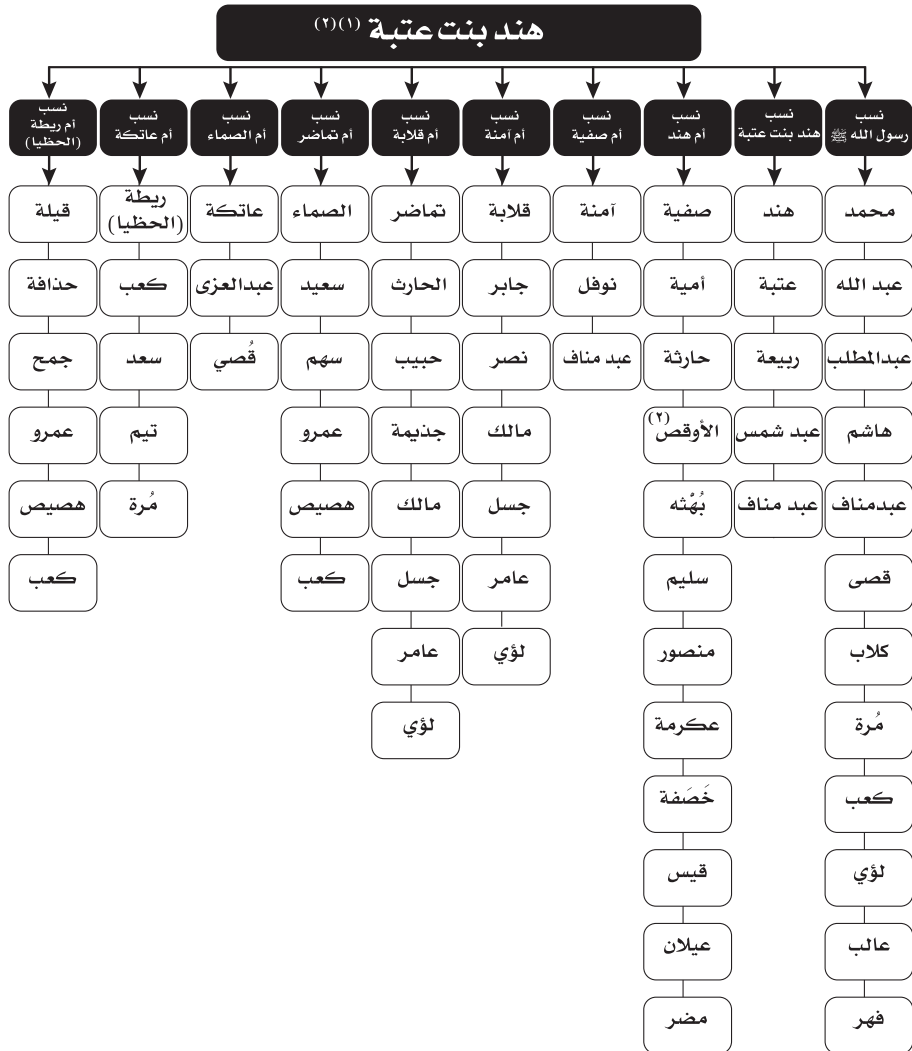 هند بنت عتبة (١)(٢)
نسب
رسول الله ﷺ
نسب
هند بنت عتبة
نسب
أم هند
نسب
أم صفية
نسب
أم آمنة
نسب
أم قلابة
نسب
أم تماضر
نسب
أم الصماء
نسب
أم عاتكة
نسب
أم ريطة
(الحظيا)
محمد
عبد الله
عبدالمطلب
هاشم
عبدمناف
قصى
كلاب
مُرة
كعب
لؤي
عالب
فهر
هند
عتبة
ربيعة
عبد شمس
عبد مناف
صفية
أمية
حارثة
الأوقص (٢)
بُهْثه
سليم
منصور
عكرمة
خَصَفة
قيس
عيلان
مضر
آمنة
نوفل
عبد مناف
قلابة
جابر
نصر
مالك
جسل
عامر
لؤي
تماضر
الحارث
حبيب
جذيمة
مالك
جسل
عامر
لؤي
الصماء
سعيد
سهم
عمرو
هصيص
كعب
عاتكة
عبدالعزى
قُصي
ريطة
(الحظيا)
كعب
سعد
تيم
مُرة
قيلة
حذافة
جمح
عمرو
هصيص
كعب